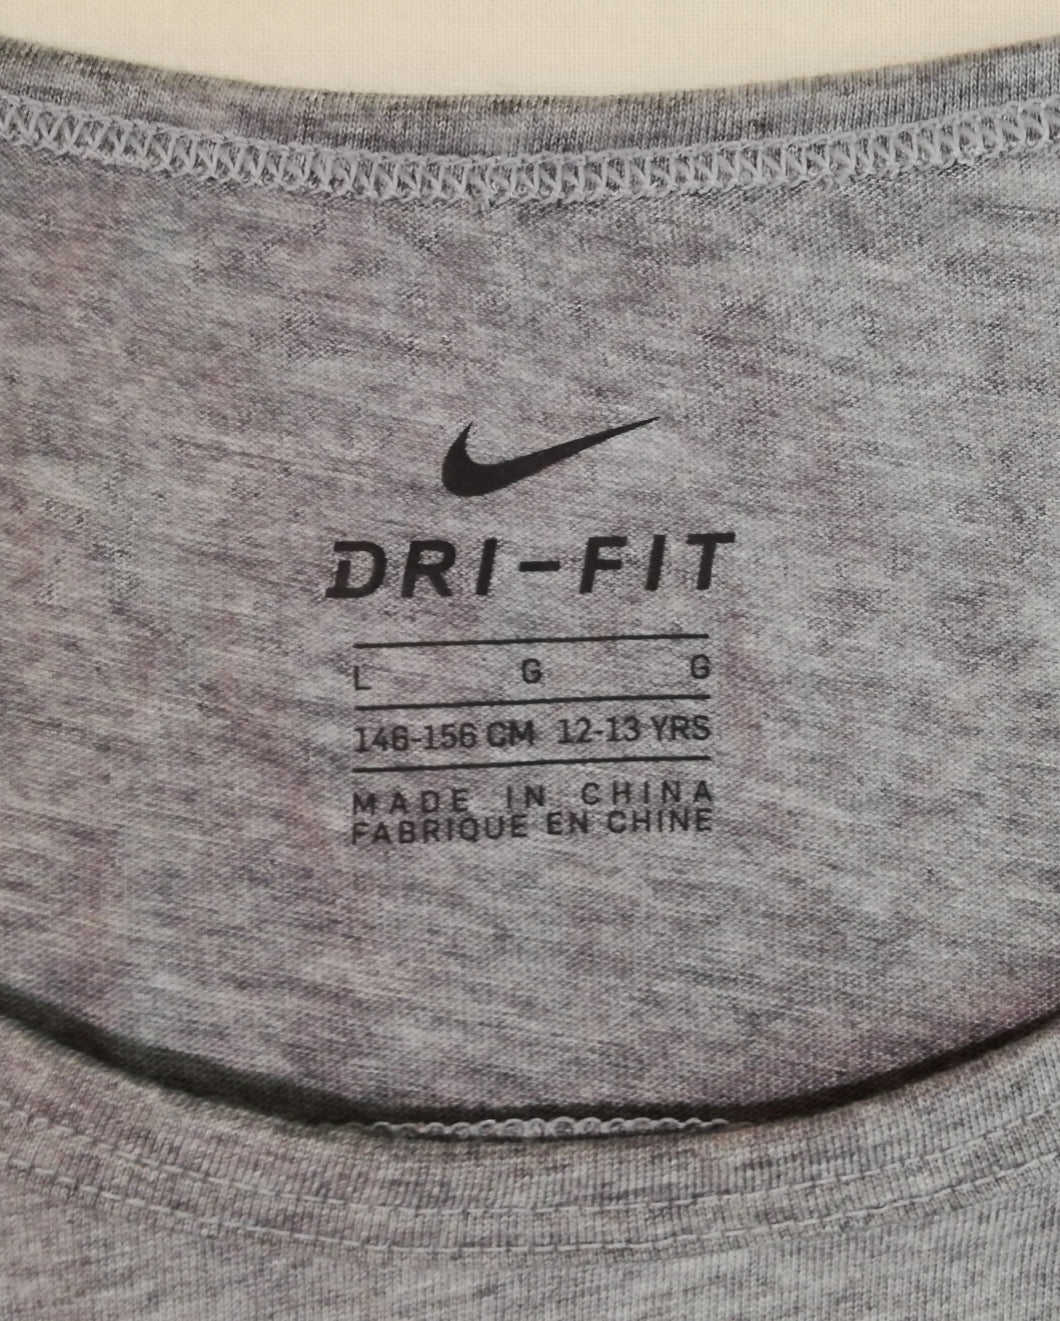 DRI-FIT
L G G
146-156 CM 12-13 YRS
MADE IN CHINA
FABRIQUE EN CHINE